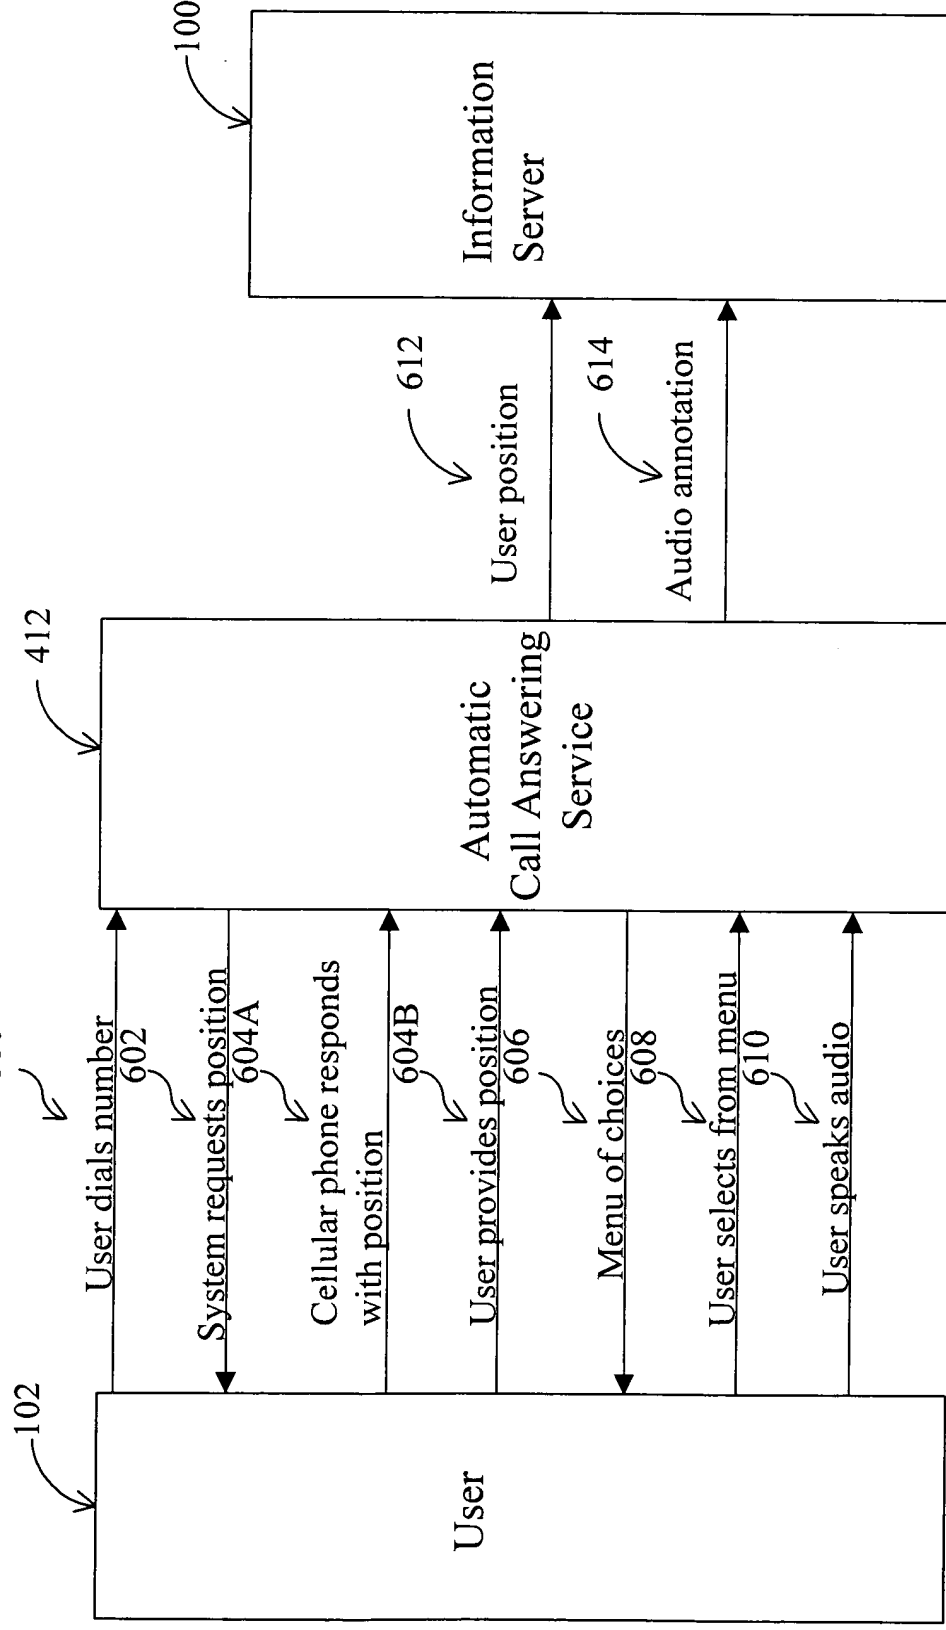 102
User
User dials number
602
System requests position
604A
Cellular phone responds
with position
604B
User provides position
606
Menu of choices
608
User selects from menu
610
User speaks audio
412
Automatic
Call Answering
Service
612
User position
614
Audio annotation
100
Information
Server